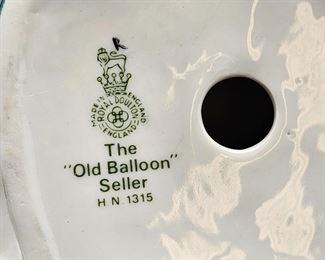 R
MADE IN ENGLAND
ROYAL DOULTON
ENGLAND
The
"Old Balloon"
Seller
H N 1315